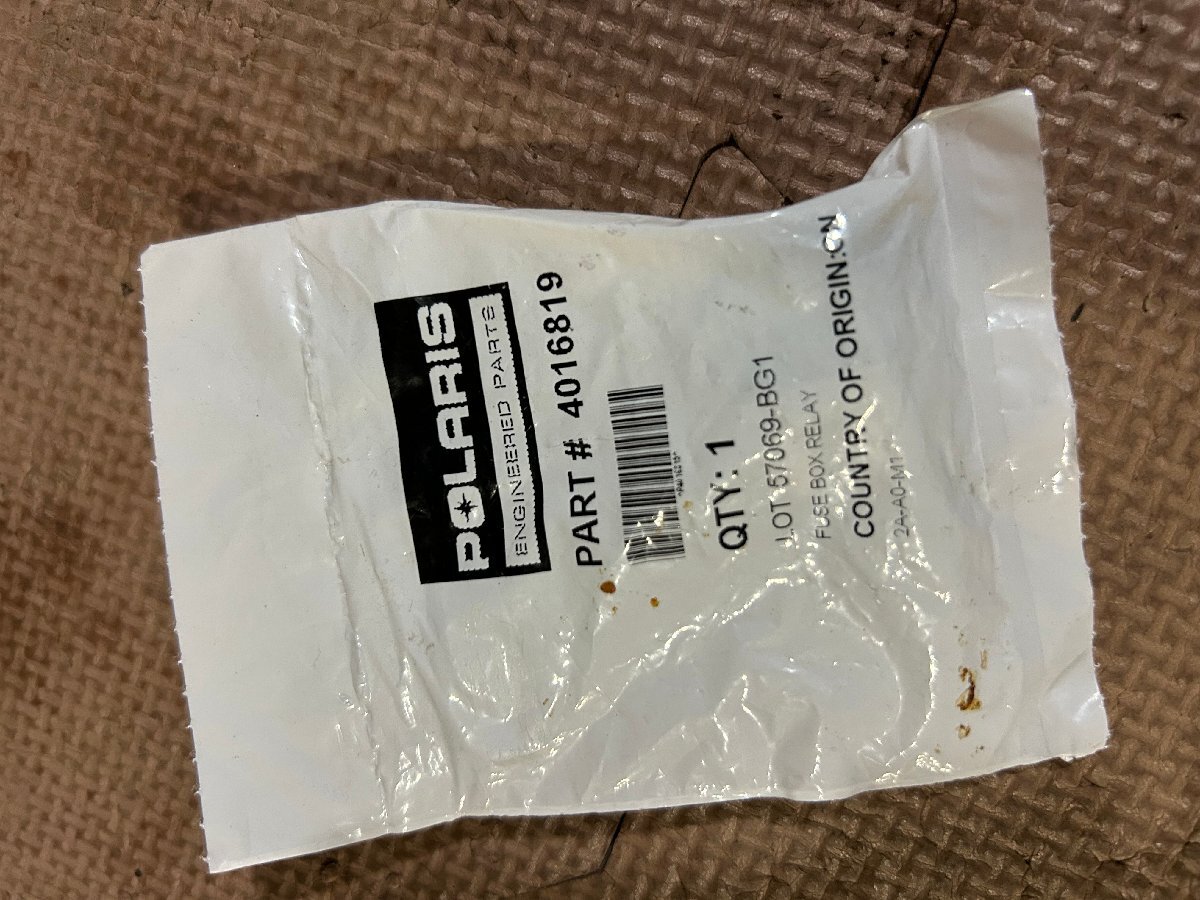 POLARIS
ENGINEERED PARTS
PART # 4016819
QTY: 1
LOT 57069-BG1
FUSE BOX RELAY
COUNTRY OF ORIGIN:CN
2A-A0-M1